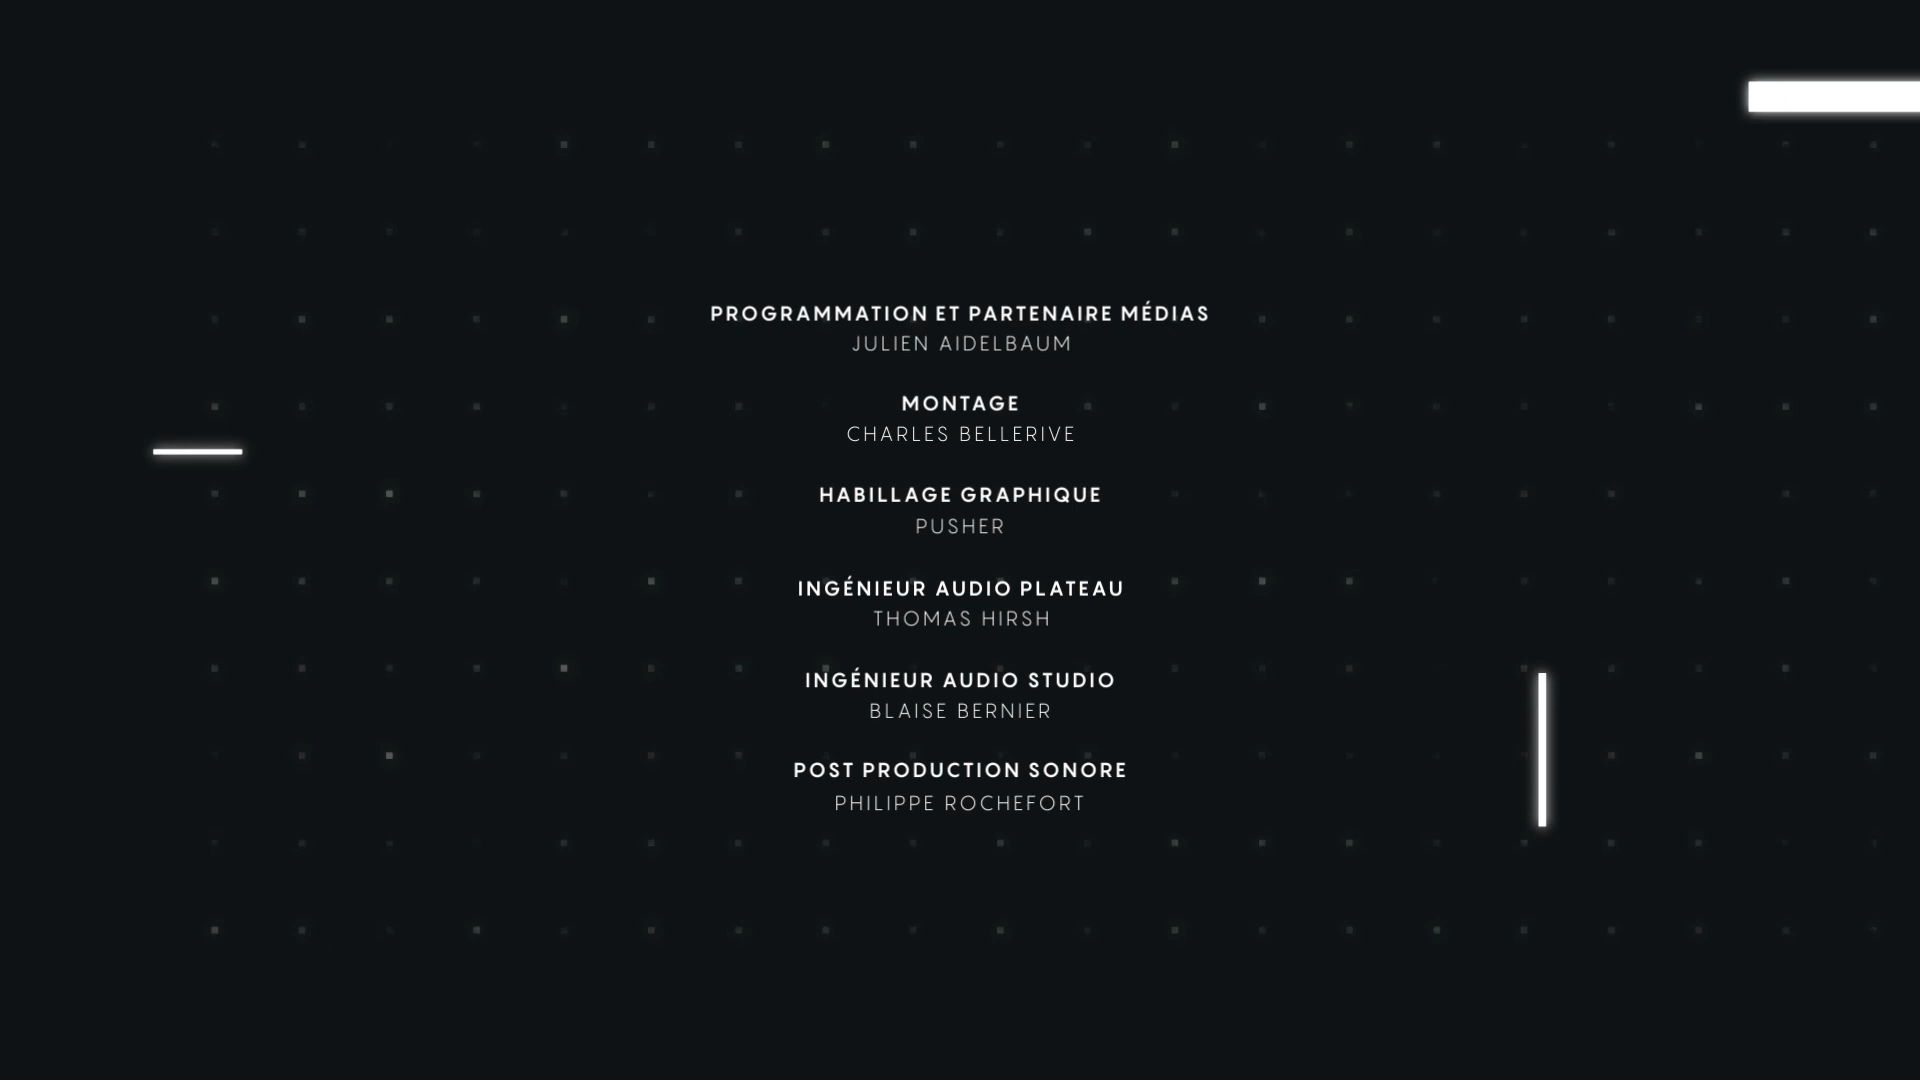 PROGRAMMATION ET PARTENAIRE MÉDIAS
JULIEN AIDELBAUM
MONTAGE
CHARLES BELLERIVE
HABILLAGE GRAPHIQUE
PUSHER
INGÉNIEUR AUDIO PLATEAU
THOMAS HIRSH
INGÉNIEUR AUDIO STUDIO
BLAISE BERNIER
POST PRODUCTION SONORE
PHILIPPE ROCHEFORT